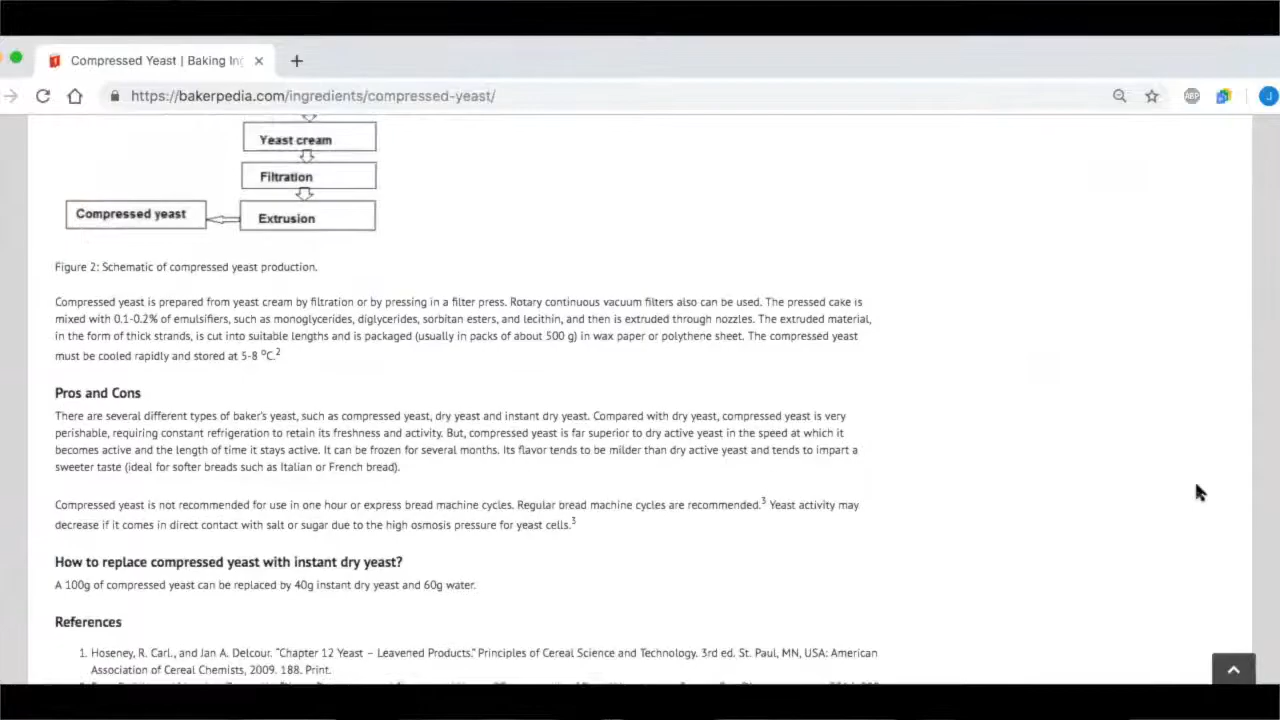 Compressed Yeast | Baking Ing
https://bakerpedia.com/ingredients/compressed-yeast/
ABP
J
Yeast cream
Filtration
Compressed yeast
Extrusion
Figure 2: Schematic of compressed yeast production.
Compressed yeast is prepared from yeast cream by filtration or by pressing in a filter press. Rotary continuous vacuum filters also can be used. The pressed cake is
mixed with 0.1-0.2% of emulsifiers, such as monoglycerides, diglycerides, sorbitan esters, and lecithin, and then is extruded through nozzles. The extruded material,
in the form of thick strands, is cut into suitable lengths and is packaged (usually in packs of about 500 g) in wax paper or polythene sheet. The compressed yeast
must be cooled rapidly and stored at 5-8 ºC.2
Pros and Cons
There are several different types of baker's yeast, such as compressed yeast, dry yeast and instant dry yeast. Compared with dry yeast, compressed yeast is very
perishable, requiring constant refrigeration to retain its freshness and activity. But, compressed yeast is far superior to dry active yeast in the speed at which it
becomes active and the length of time it stays active. It can be frozen for several months. Its flavor tends to be milder than dry active yeast and tends to impart a
sweeter taste (ideal for softer breads such as Italian or French bread).
Compressed yeast is not recommended for use in one hour or express bread machine cycles. Regular bread machine cycles are recommended.3 Yeast activity may
decrease if it comes in direct contact with salt or sugar due to the high osmosis pressure for yeast cells.3
How to replace compressed yeast with instant dry yeast?
A 100g of compressed yeast can be replaced by 40g instant dry yeast and 60g water.
References
1. Hoseney, R. Carl., and Jan A. Delcour. "Chapter 12 Yeast – Leavened Products." Principles of Cereal Science and Technology. 3rd ed. St. Paul, MN, USA: American
Association of Cereal Chemists, 2009. 188. Print.